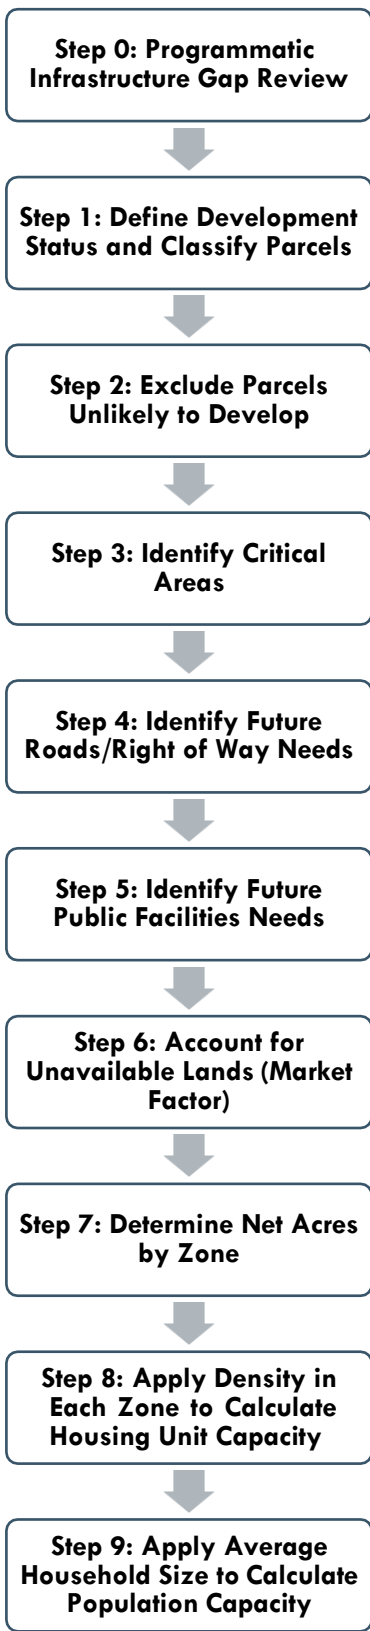 Step 0: Programmatic
Infrastructure Gap Review
Step 1: Define Development
Status and Classify Parcels
Step 2: Exclude Parcels
Unlikely to Develop
Step 3: Identify Critical
Areas
Step 4: Identify Future
Roads/Right of Way Needs
Step 5: Identify Future
Public Facilities Needs
Step 6: Account for
Unavailable Lands (Market
Factor)
Step 7: Determine Net Acres
by Zone
Step 8: Apply Density in
Each Zone to Calculate
Housing Unit Capacity
Step 9: Apply Average
Household Size to Calculate
Population Capacity